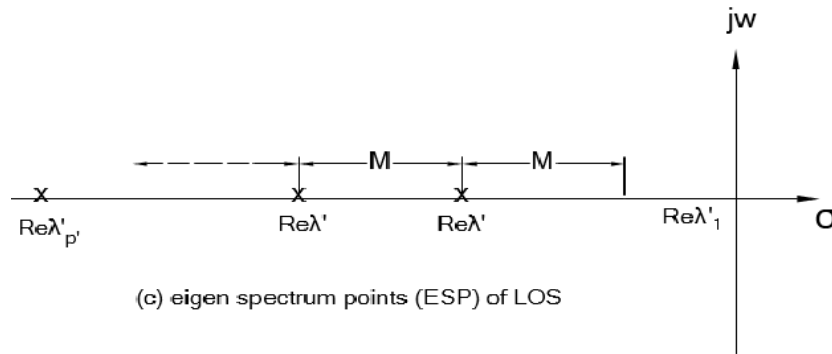 jw
M M
x x x
Reλ'ₚ' Reλ' Reλ' Reλ'₁ σ
(c) eigen spectrum points (ESP) of LOS